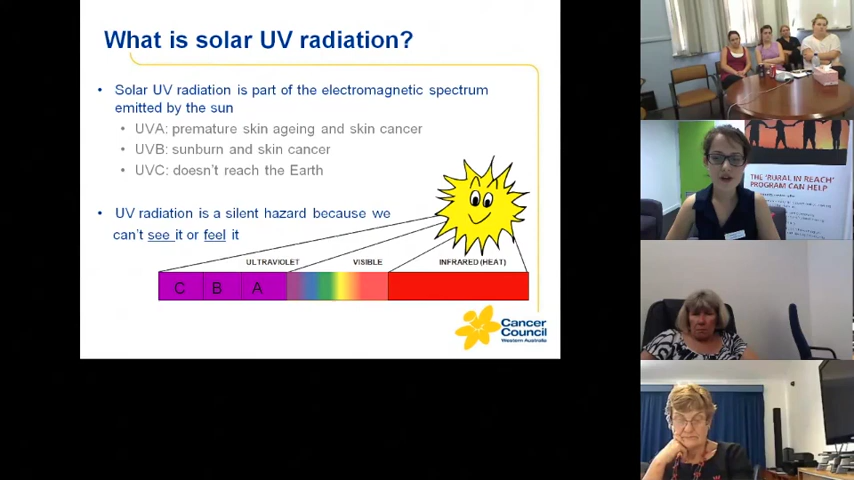 What is solar UV radiation?
• Solar UV radiation is part of the electromagnetic spectrum
emitted by the sun
• UVA: premature skin ageing and skin cancer
• UVB: sunburn and skin cancer
• UVC: doesn't reach the Earth
• UV radiation is a silent hazard because we
can't see it or feel it
ULTRAVIOLET
VISIBLE
INFRARED (HEAT)
C
B
A
Cancer
Council
Western Australia
THE 'RURAL IN REACH'
PROGRAM CAN HELP